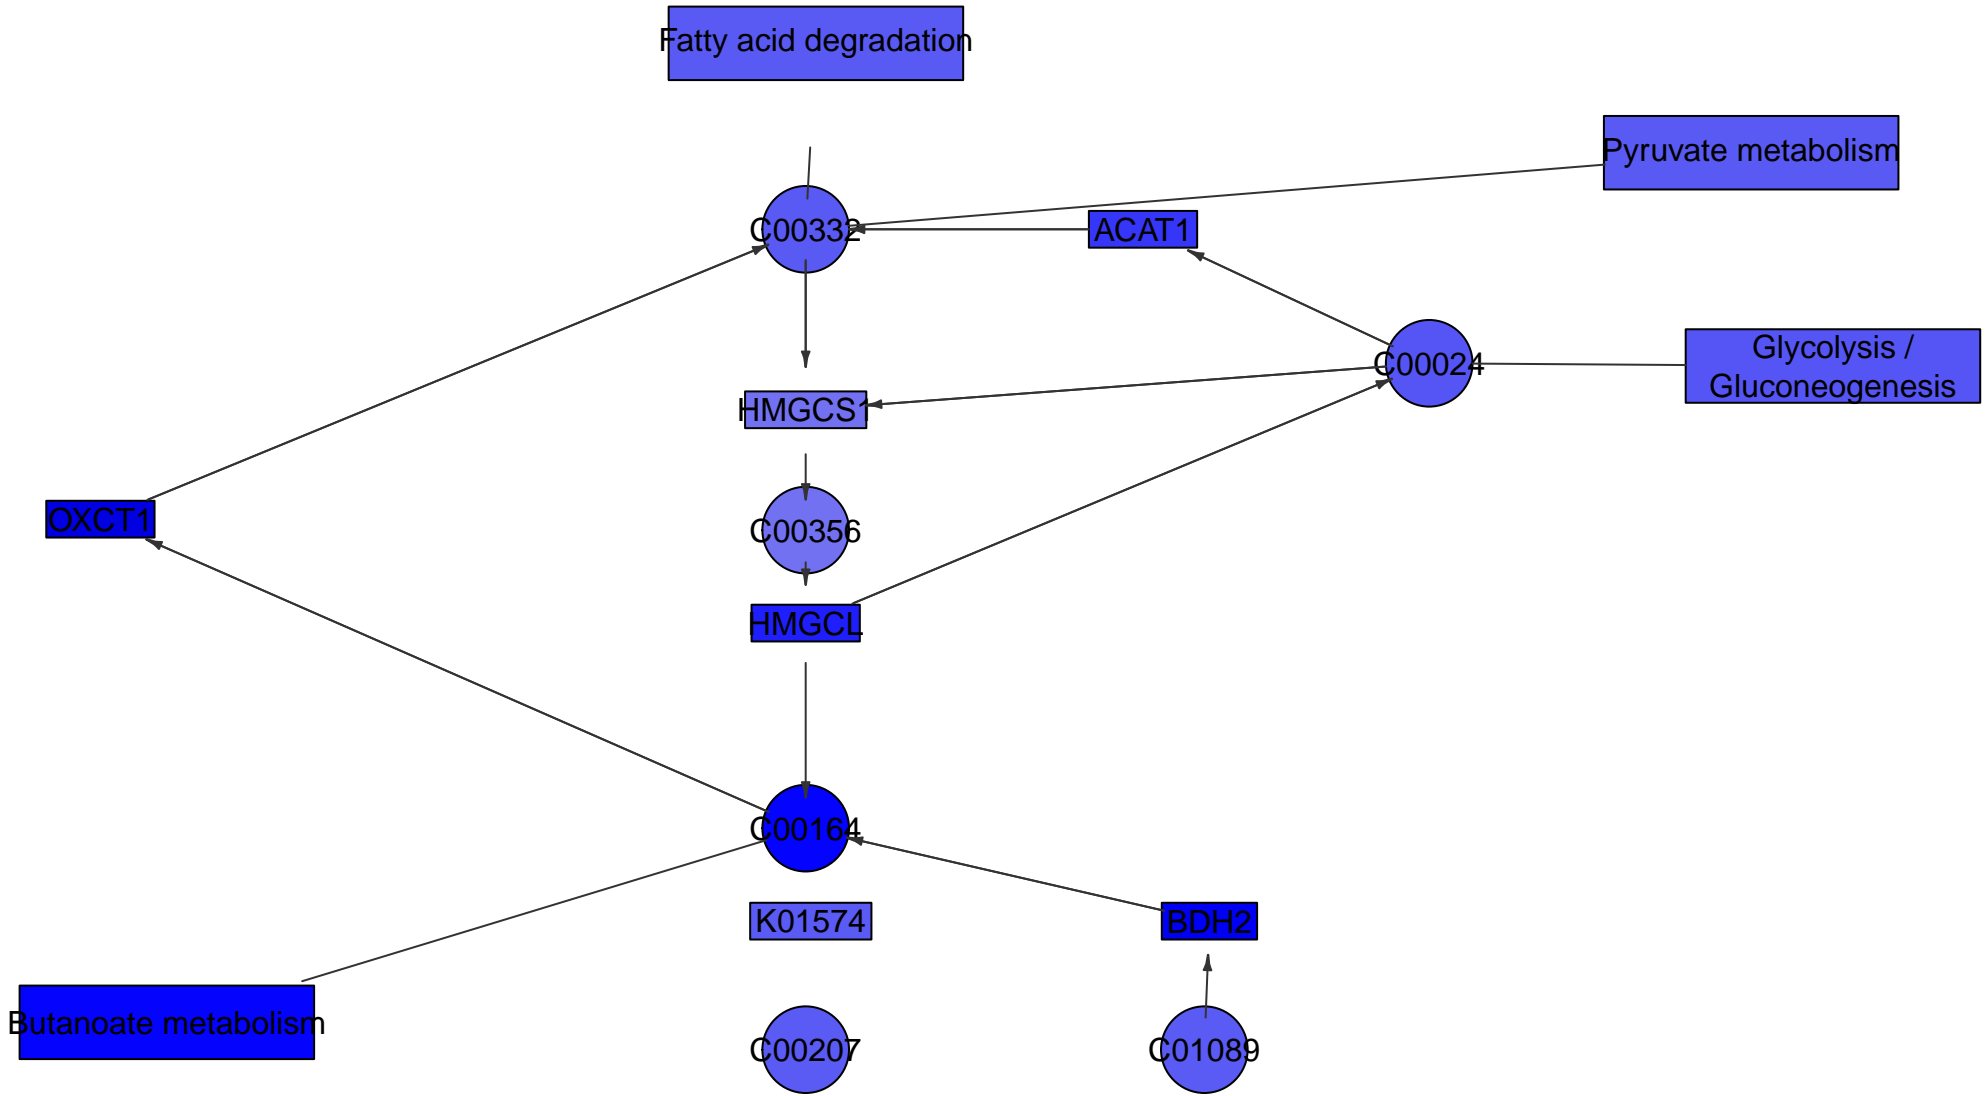 Fatty acid degradation
Pyruvate metabolism
C00332
ACAT1
Glycolysis /
Gluconeogenesis
C00024
HMGCS1
OXCT1
C00356
HMGCL
C00164
K01574
BDH2
Butanoate metabolism
C00207
C01089